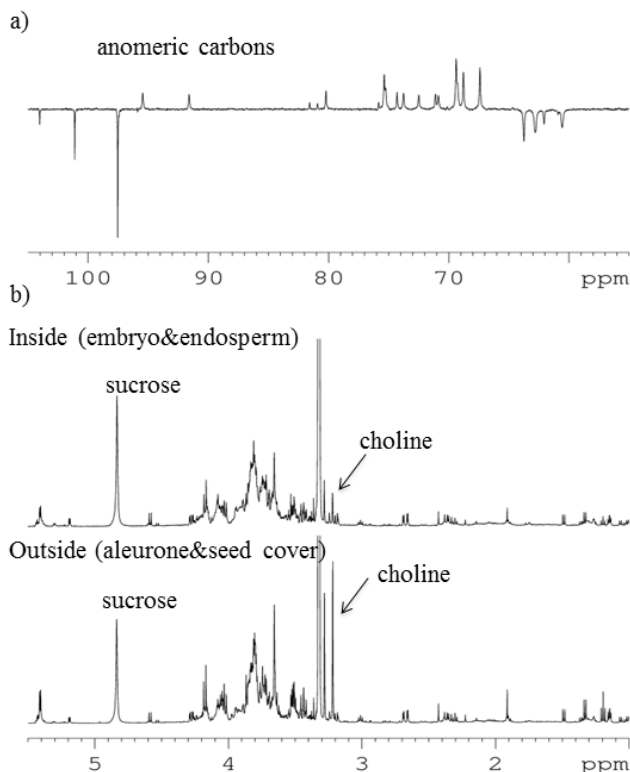 a)
anomeric carbons
100 90 80 70 ppm
b)
Inside (embryo&endosperm)
sucrose
choline
Outside (aleurone&seed cover)
choline
sucrose
5 4 3 2 ppm